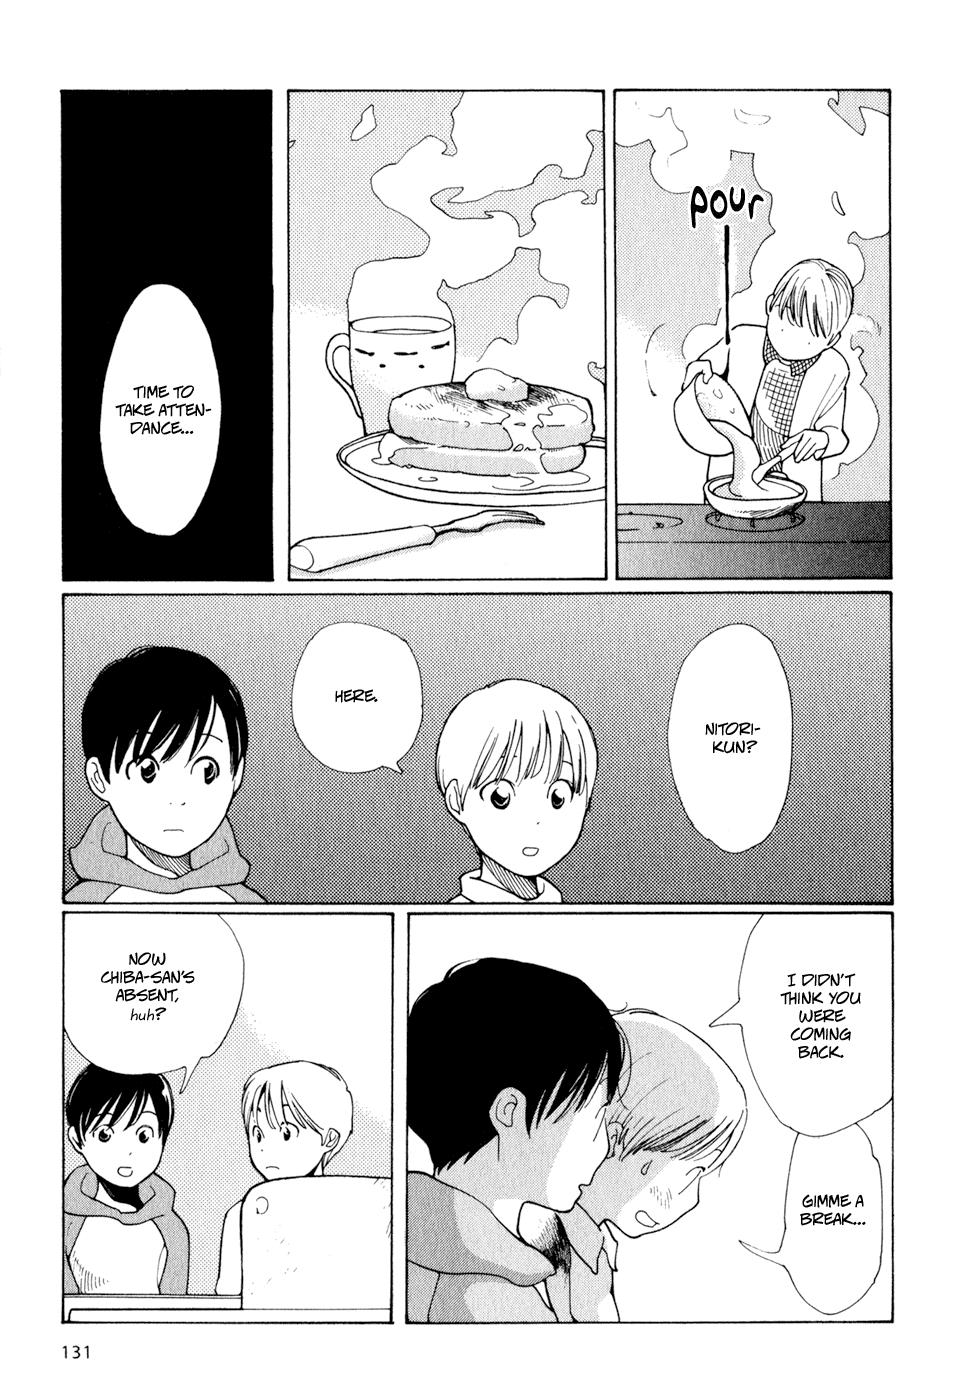 POUR
TIME TO
TAKE ATTEN-
DANCE...
NITORI-
KUN?
HERE.
I DIDN'T
THINK YOU
WERE
COMING
BACK.
GIMME A
BREAK...
NOW
CHIBA-SAN'S
ABSENT,
huh?
131